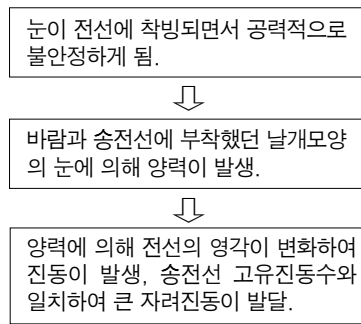 눈이 전선에 착빙되면서 공력적으로
불안정하게 됨.
바람과 송전선에 부착했던 날개모양
의 눈에 의해 양력이 발생.
양력에 의해 전선의 영각이 변화하여
진동이 발생, 송전선 고유진동수와
일치하여 큰 자려진동이 발달.